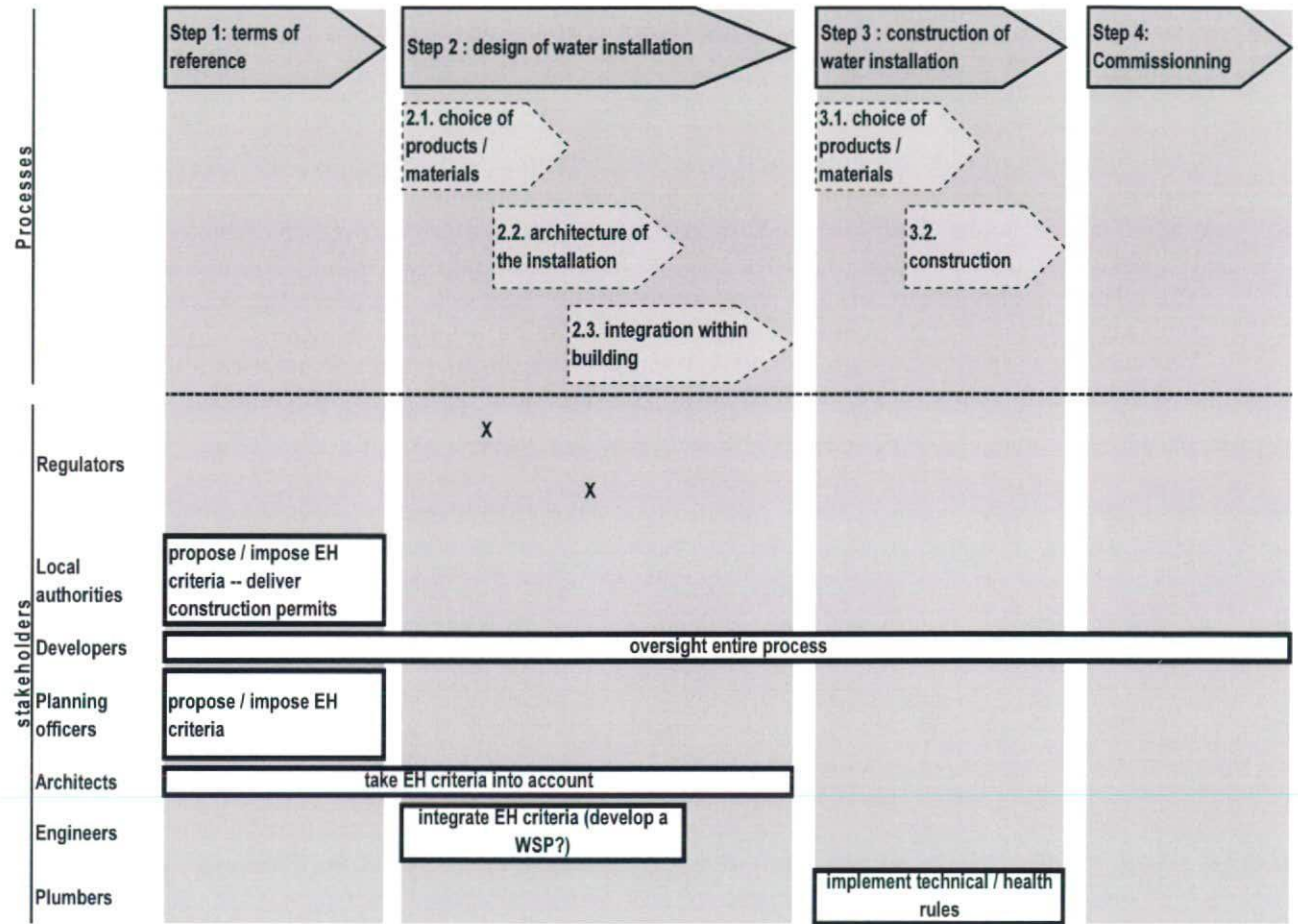 Step 1: terms of
reference
Step 2 : design of water installation
Step 3 : construction of
water installation
Step 4:
Commissionning
Processes
2.1. choice of
products /
materials
3.1. choice of
products /
materials
2.2. architecture of
the installation
3.2.
construction
2.3. integration within
building
stakeholders
Regulators
X
X
Local
authorities
propose / impose EH
criteria -- deliver
construction permits
Developers
oversight entire process
Planning
officers
propose / impose EH
criteria
Architects
take EH criteria into account
Engineers
integrate EH criteria (develop a
WSP?)
Plumbers
implement technical / health
rules